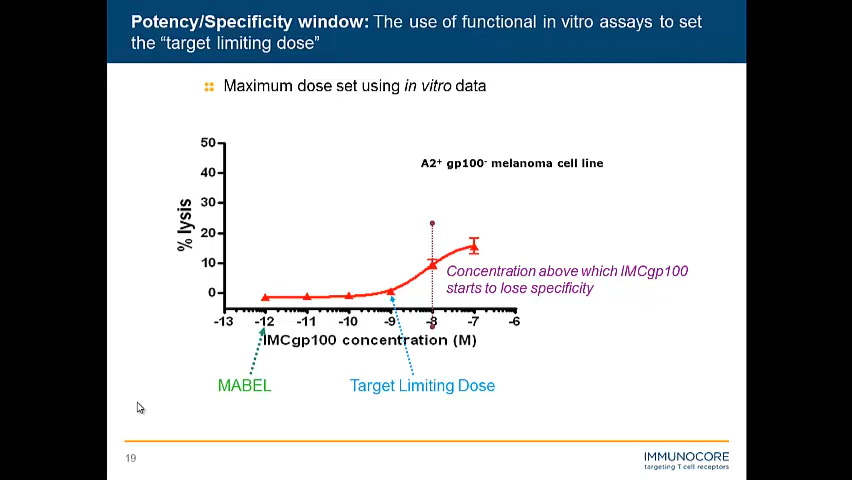 Potency/Specificity window: The use of functional in vitro assays to set
the “target limiting dose”
Maximum dose set using in vitro data
50
40
30
20
10
0
% lysis
A2⁺ gp100⁻ melanoma cell line
Concentration above which IMCgp100
starts to lose specificity
-13 -12 -11 -10 -9 -8 -7 -6
IMCgp100 concentration (M)
MABEL
Target Limiting Dose
19
IMMUNOCORE
targeting T cell receptors